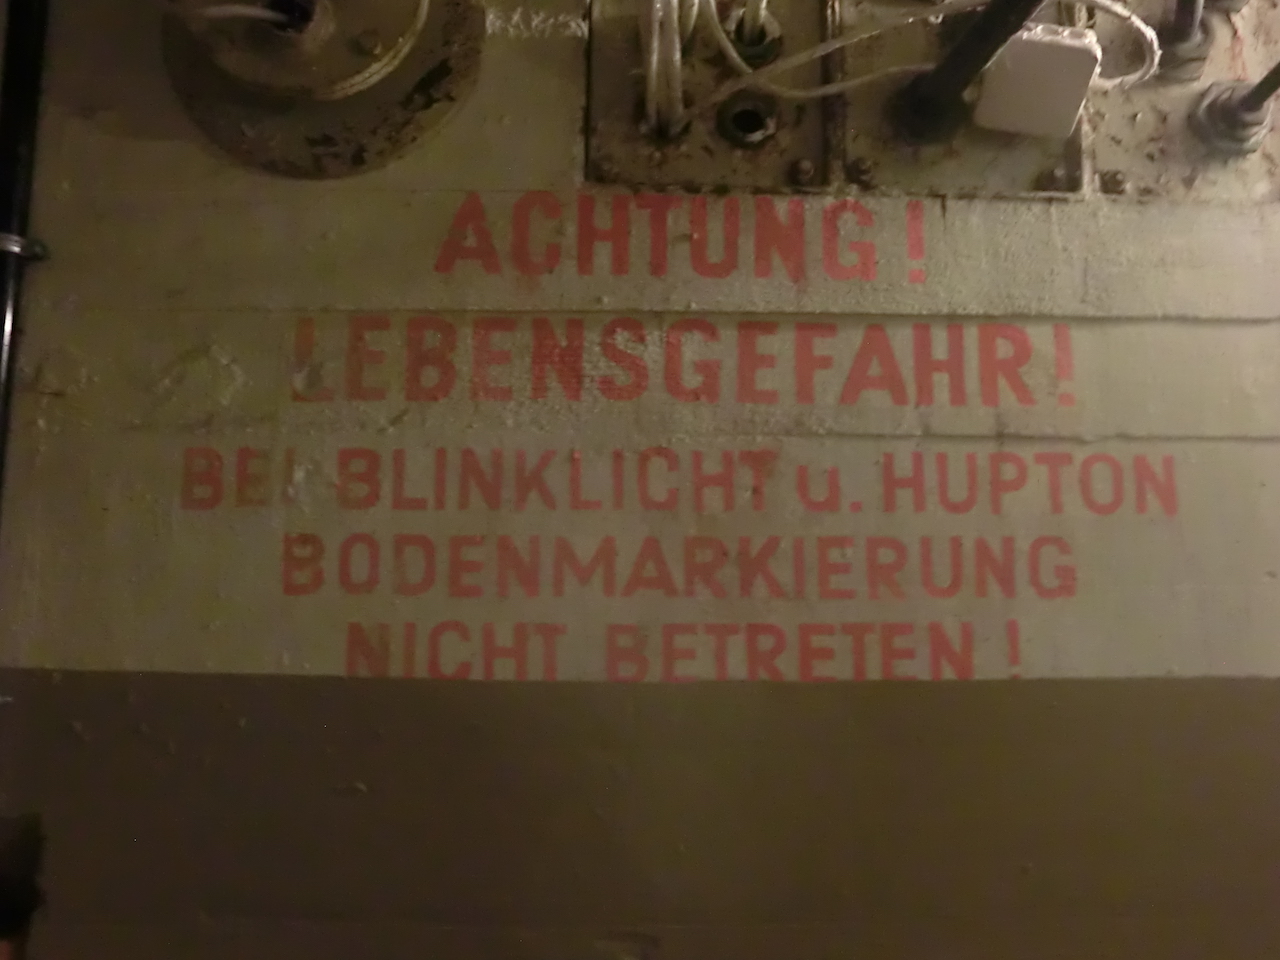 ACHTUNG!
LEBENSGEFAHR!
BEI BLINKLICHT u. HUPTON
BODENMARKIERUNG
NICHT BETRETEN!